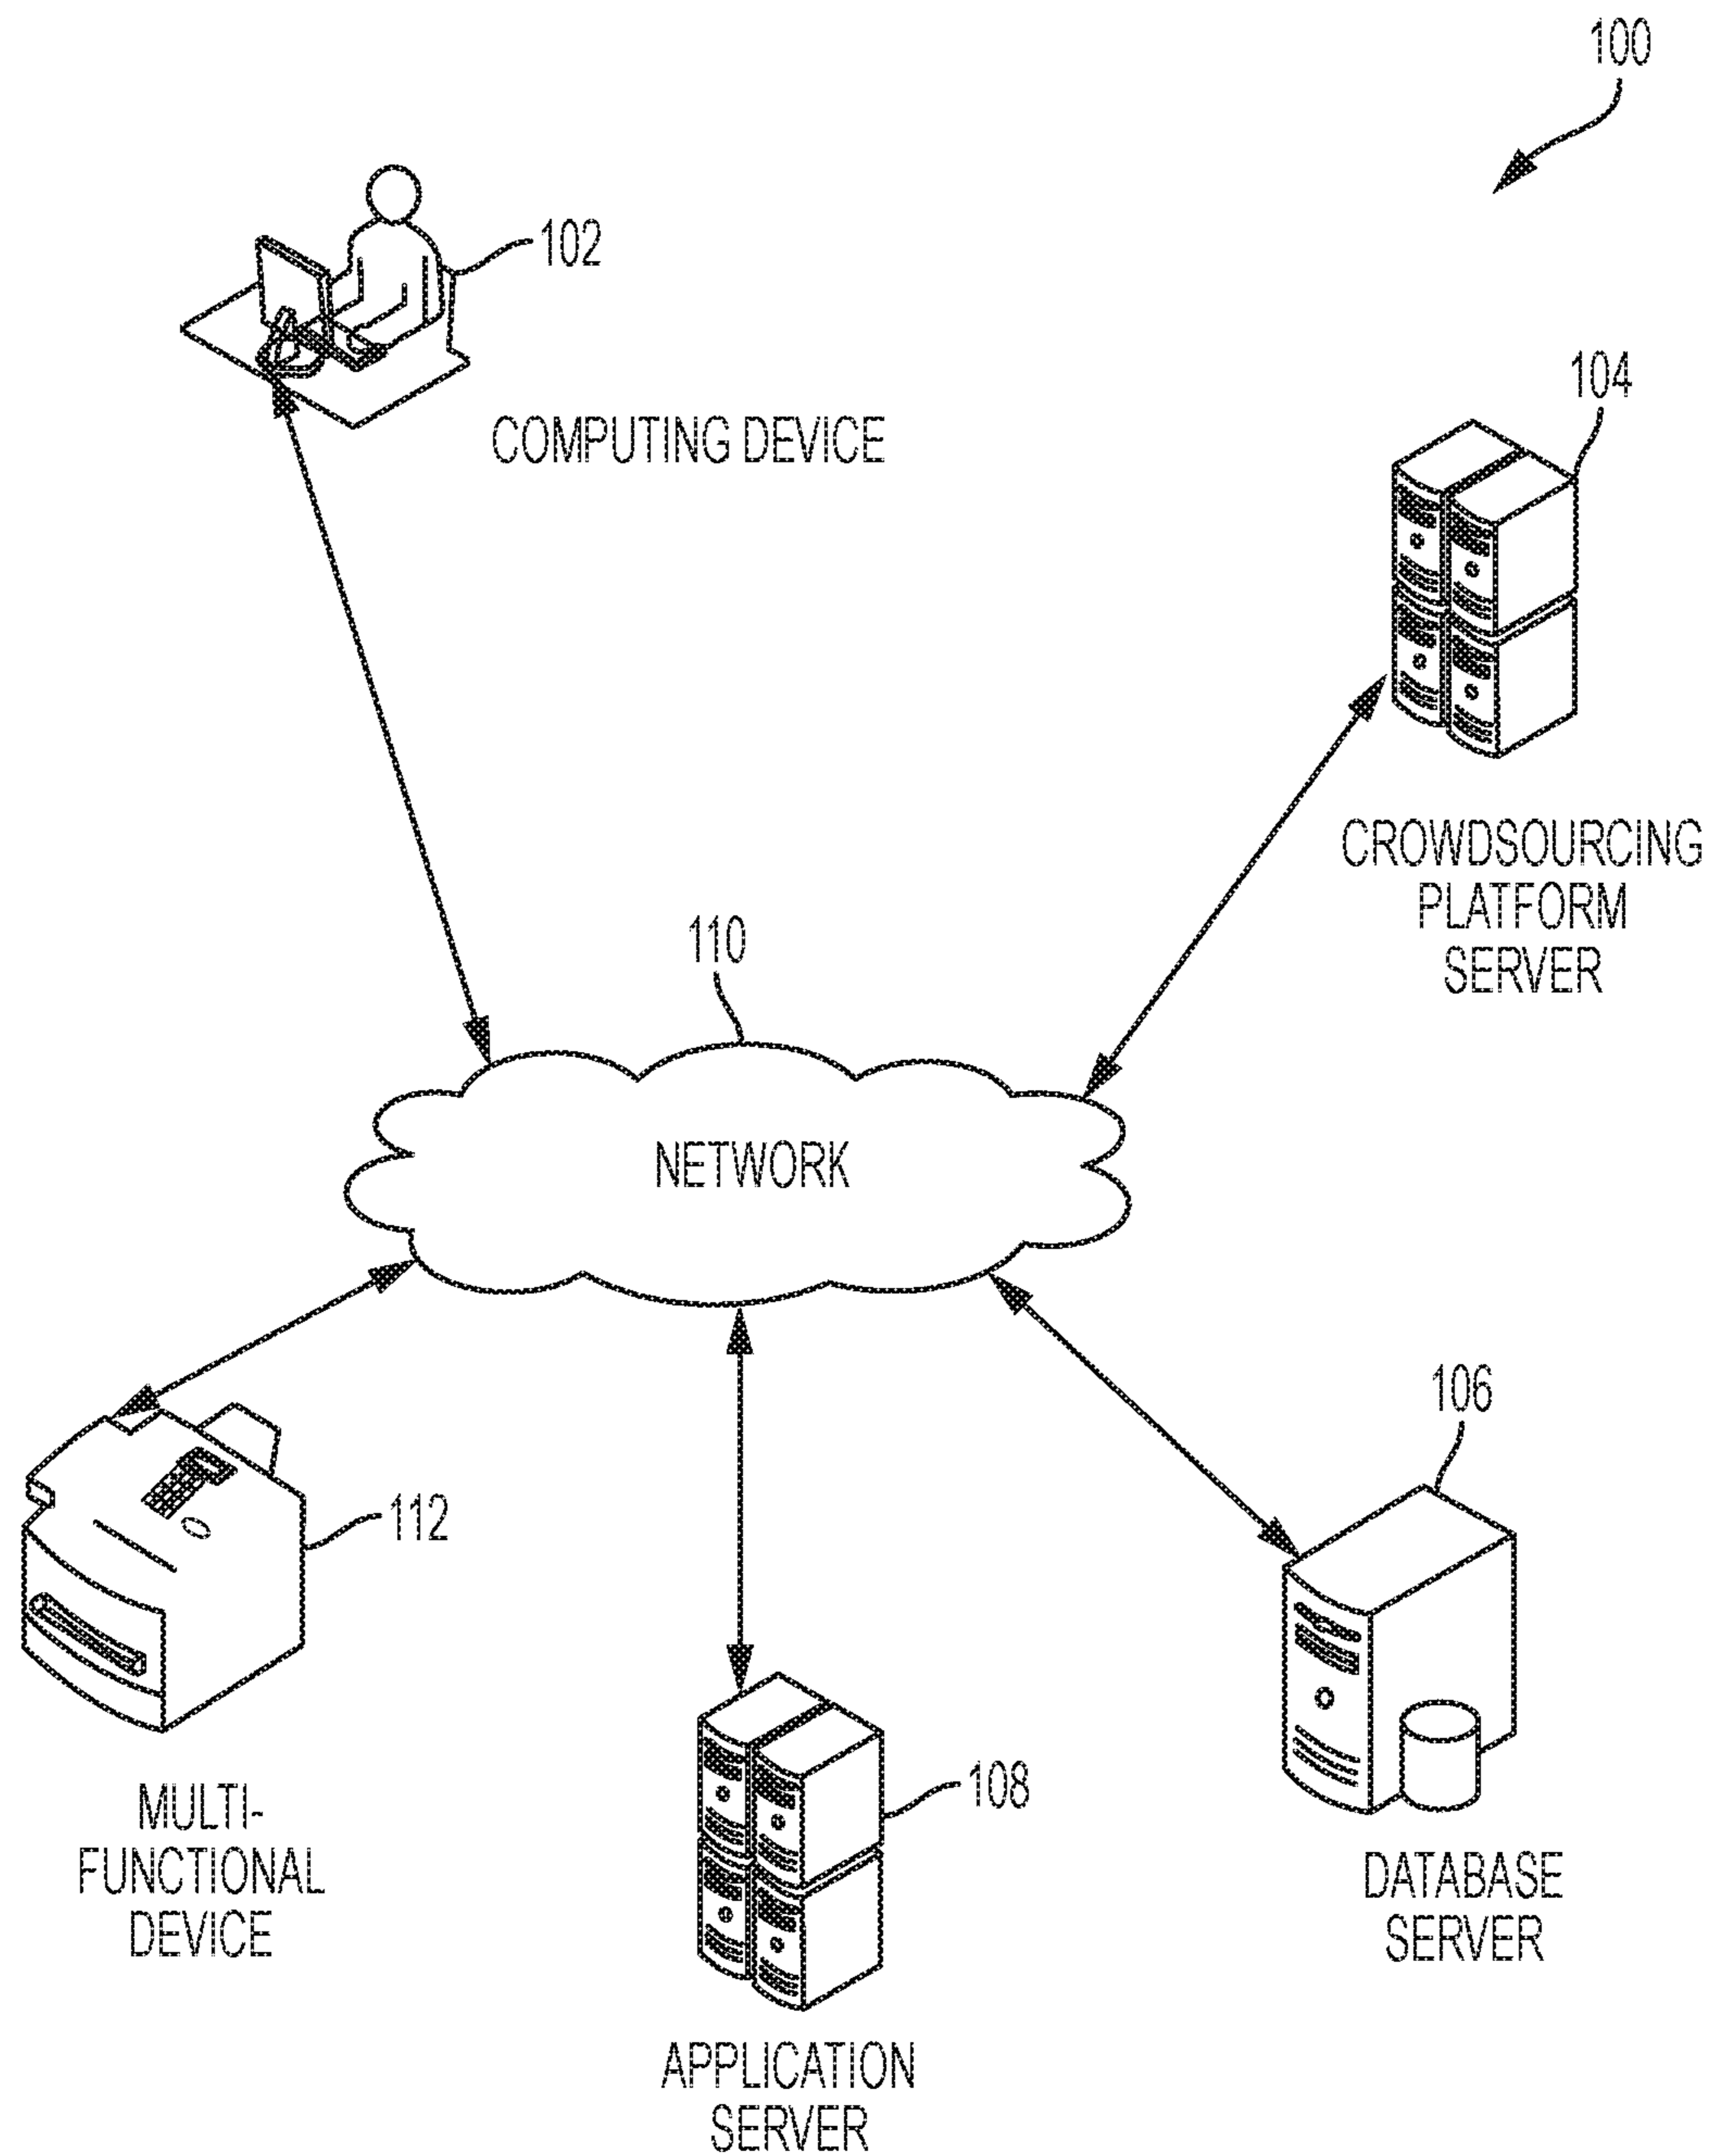 100
102
COMPUTING DEVICE
104
CROWDSOURCING
PLATFORM
SERVER
110
NETWORK
106
112
MULTI-
FUNCTIONAL
DEVICE
108
DATABASE
SERVER
APPLICATION
SERVER